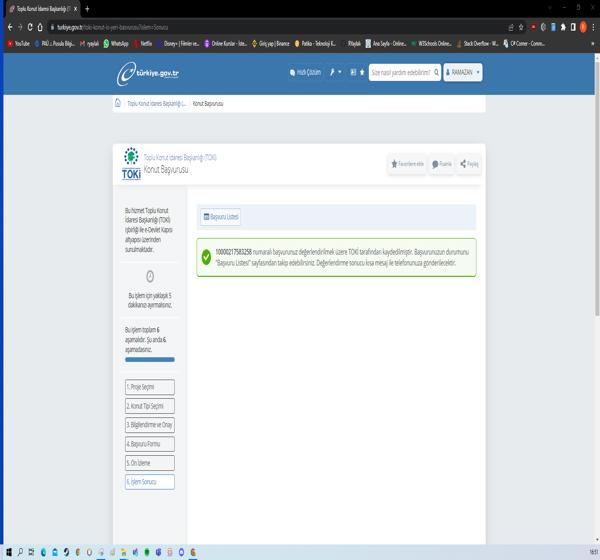 Toplu Konut İdaresi Başkanlığı (T
turkiye.gov.tr/toki-konut-is-yeri-basvurusu?islem=Sonucu
YouTube
PAÜ .: Pusula Bilgi...
ryaylak
WhatsApp
Netflix
Disney+ | Filmler ve...
Online Kurslar - İste...
Giriş yap | Binance
Patika - Teknoloji K...
RYaylak
Ana Sayfa - Online...
W3Schools Online...
Stack Overflow - W...
CP Corner - Comm...
türkiye.gov.tr
Hızlı Çözüm
Size nasıl yardım edebilirim?
RAMAZAN
Toplu Konut İdaresi Başkanlığı (...
Konut Başvurusu
TOKİ
Toplu Konut İdaresi Başkanlığı (TOKİ)
Konut Başvurusu
Favorilere ekle
Puanla
Paylaş
Bu hizmet Toplu Konut
İdaresi Başkanlığı (TOKİ)
işbirliği ile e-Devlet Kapısı
altyapısı üzerinden
sunulmaktadır.
Bu işlem için yaklaşık 5
dakikanızı ayırmalısınız.
Bu işlem toplam 6
aşamalıdır. Şu anda 6.
aşamadasınız.
1. Proje Seçimi
2. Konut Tipi Seçimi
3. Bilgilendirme ve Onay
4. Başvuru Formu
5. Ön İzleme
6. İşlem Sonucu
Başvuru Listesi
10000217583258 numaralı başvurunuz değerlendirilmek üzere TOKİ tarafından kaydedilmiştir. Başvurunuzun durumunu
"Başvuru Listesi" sayfasından takip edebilirsiniz. Değerlendirme sonucu kısa mesaj ile telefonunuza gönderilecektir.
16:51